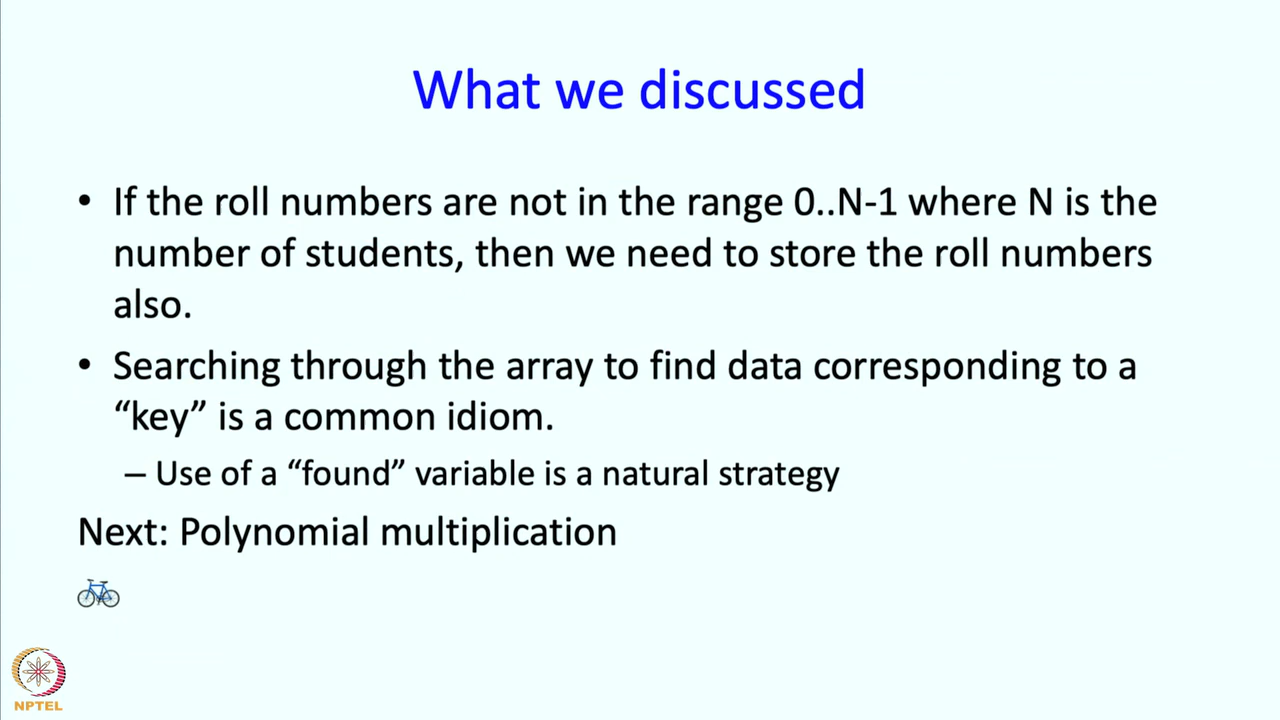 What we discussed
• If the roll numbers are not in the range 0..N-1 where N is the
number of students, then we need to store the roll numbers
also.
• Searching through the array to find data corresponding to a
“key” is a common idiom.
– Use of a “found” variable is a natural strategy
Next: Polynomial multiplication
NPTEL